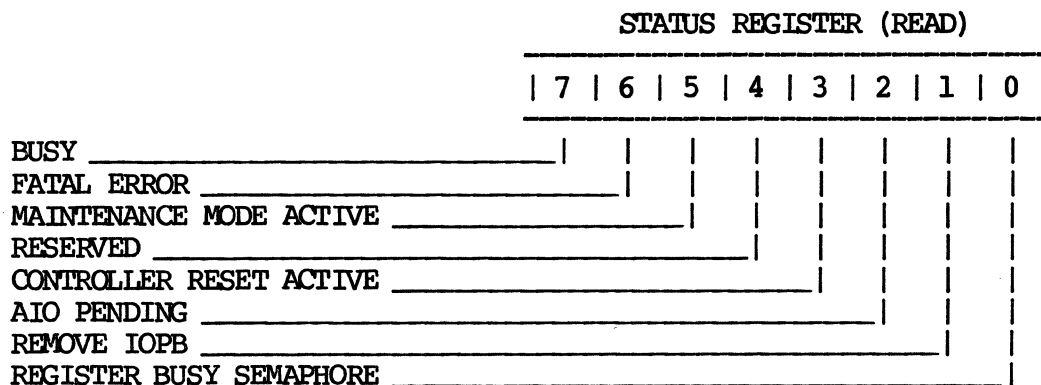 STATUS REGISTER (READ)
| 7 | 6 | 5 | 4 | 3 | 2 | 1 | 0
BUSY
FATAL ERROR
MAINTENANCE MODE ACTIVE
RESERVED
CONTROLLER RESET ACTIVE
AIO PENDING
REMOVE IOPB
REGISTER BUSY SEMAPHORE